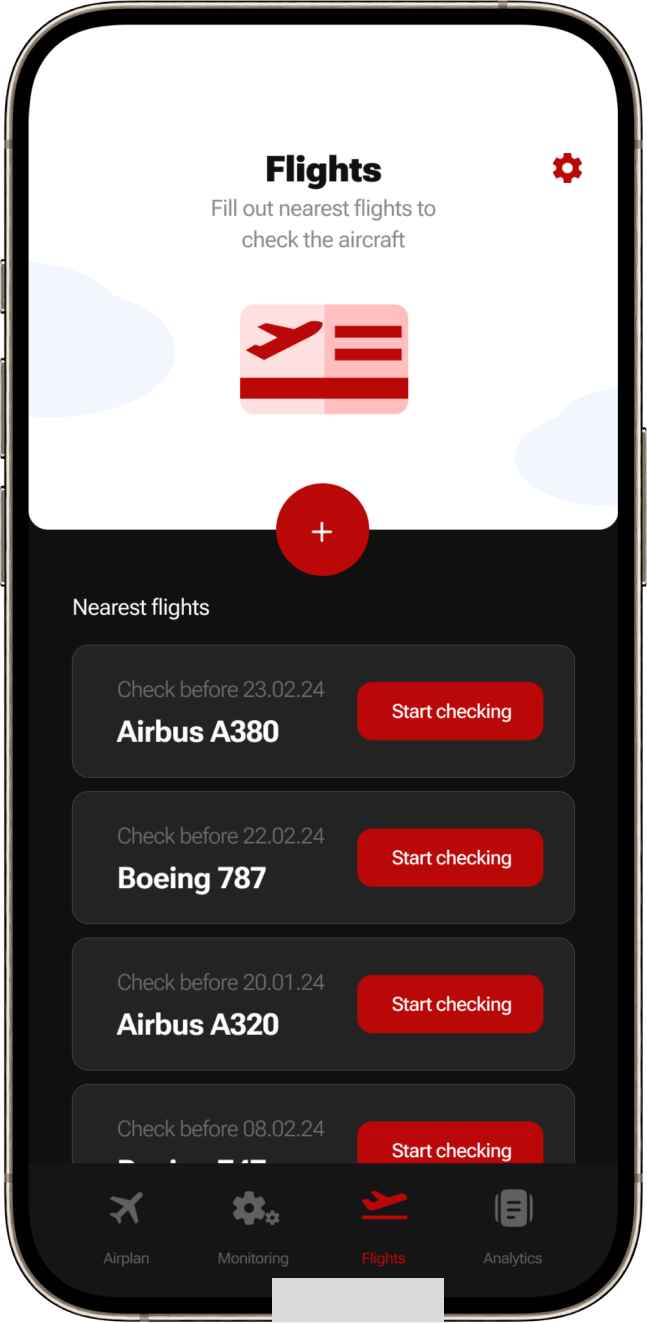 Flights
Fill out nearest flights to
check the aircraft
+
Nearest flights
Check before 23.02.24
Airbus A380
Start checking
Check before 22.02.24
Boeing 787
Start checking
Check before 20.01.24
Airbus A320
Start checking
Check before 08.02.24
Start checking
Airplan
Monitoring
Flights
Analytics